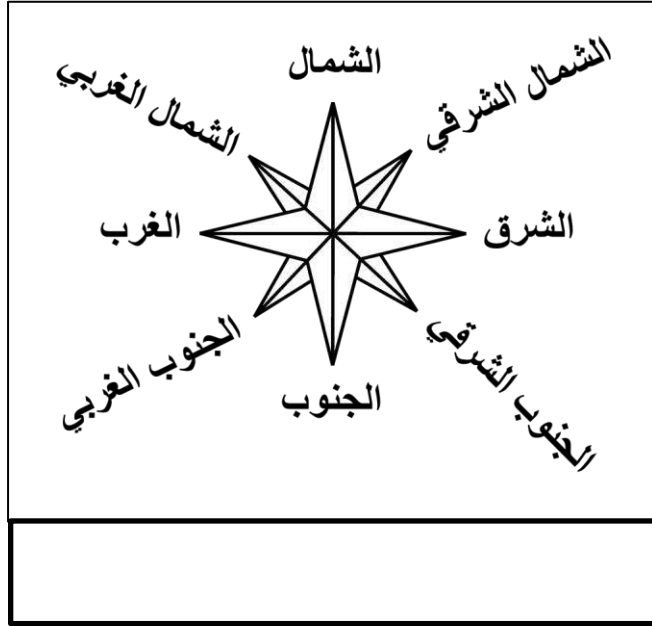 الشمال
الشمال الشرقي
الشمال الغربي
الشرق
الغرب
الجنوب الشرقي
الجنوب الغربي
الجنوب